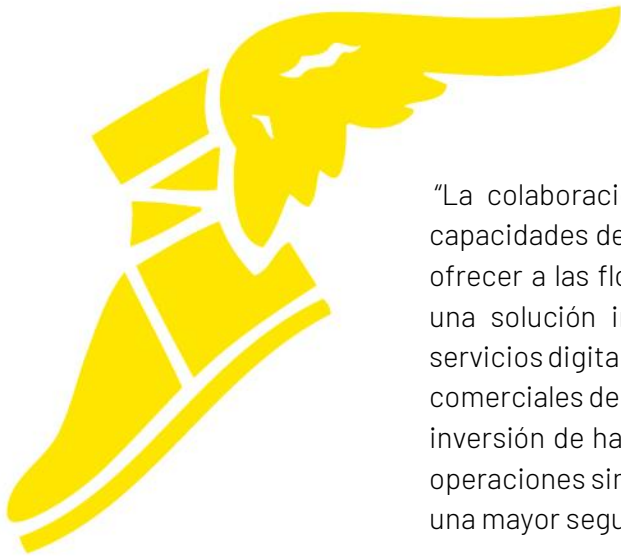 "La colaboraci
capacidades de
ofrecer a las flo
una solución i
servicios digita
comerciales de
inversión de ha
operaciones sin
una mayor segu